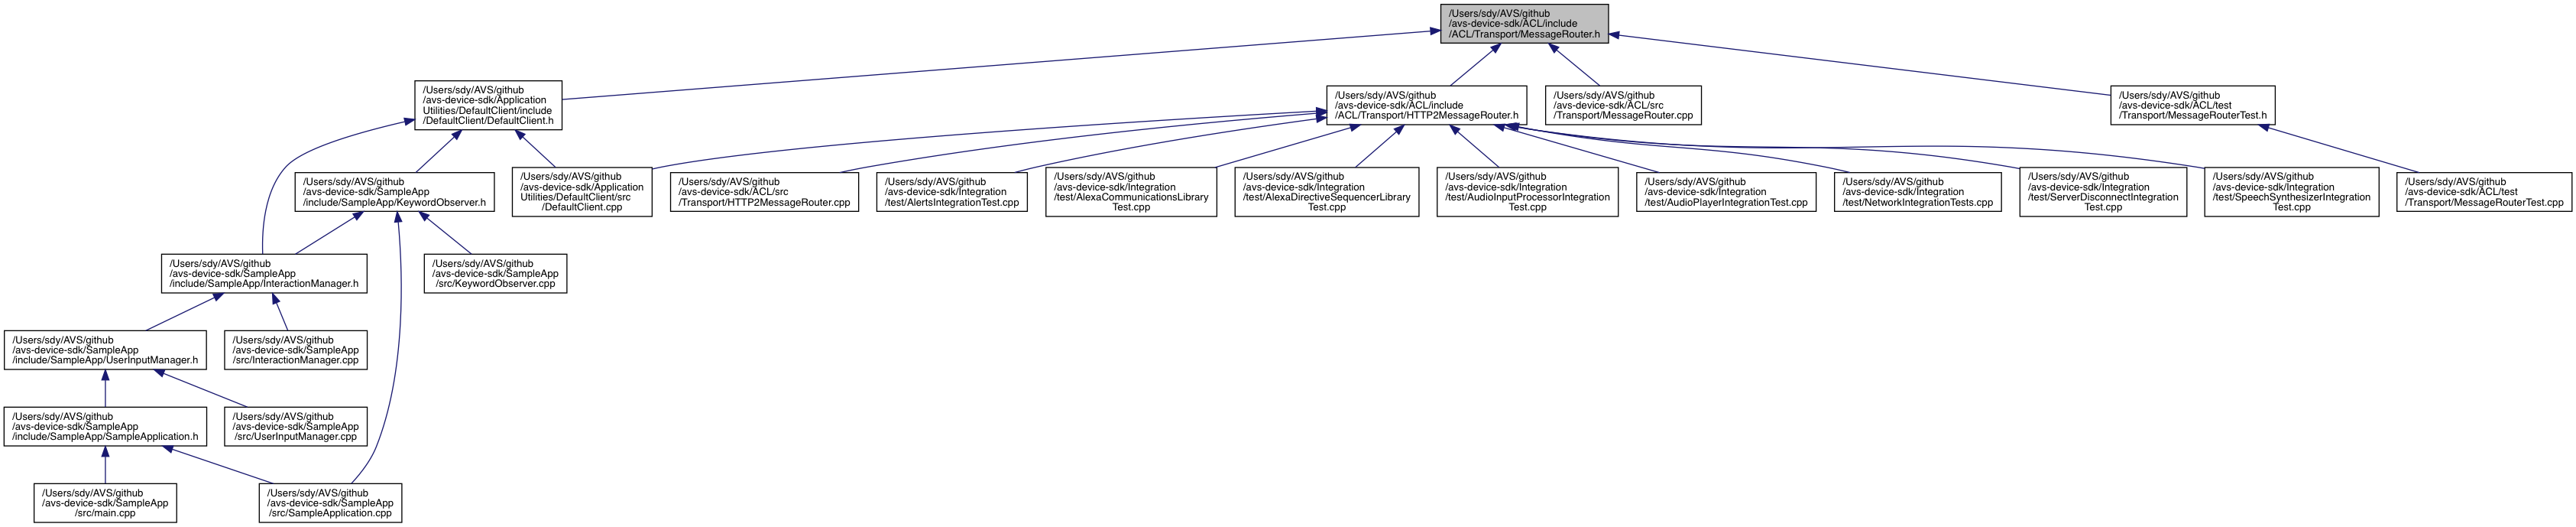 /Users/sdy/AVS/github
/avs-device-sdk/ACL/include
/ACL/Transport/MessageRouter.h
/Users/sdy/AVS/github
/avs-device-sdk/Application
Utilities/DefaultClient/include
/DefaultClient/DefaultClient.h
/Users/sdy/AVS/github
/avs-device-sdk/ACL/include
/ACL/Transport/HTTP2MessageRouter.h
/Users/sdy/AVS/github
/avs-device-sdk/ACL/src
/Transport/MessageRouter.cpp
/Users/sdy/AVS/github
/avs-device-sdk/ACL/test
/Transport/MessageRouterTest.h
/Users/sdy/AVS/github
/avs-device-sdk/SampleApp
/include/SampleApp/KeywordObserver.h
/Users/sdy/AVS/github
/avs-device-sdk/Application
Utilities/DefaultClient/src
/DefaultClient.cpp
/Users/sdy/AVS/github
/avs-device-sdk/ACL/src
/Transport/HTTP2MessageRouter.cpp
/Users/sdy/AVS/github
/avs-device-sdk/Integration
/test/AlertsIntegrationTest.cpp
/Users/sdy/AVS/github
/avs-device-sdk/Integration
/test/AlexaCommunicationsLibrary
Test.cpp
/Users/sdy/AVS/github
/avs-device-sdk/Integration
/test/AlexaDirectiveSequencerLibrary
Test.cpp
/Users/sdy/AVS/github
/avs-device-sdk/Integration
/test/AudioInputProcessorIntegration
Test.cpp
/Users/sdy/AVS/github
/avs-device-sdk/Integration
/test/AudioPlayerIntegrationTest.cpp
/Users/sdy/AVS/github
/avs-device-sdk/Integration
/test/NetworkIntegrationTests.cpp
/Users/sdy/AVS/github
/avs-device-sdk/Integration
/test/ServerDisconnectIntegration
Test.cpp
/Users/sdy/AVS/github
/avs-device-sdk/Integration
/test/SpeechSynthesizerIntegration
Test.cpp
/Users/sdy/AVS/github
/avs-device-sdk/ACL/test
/Transport/MessageRouterTest.cpp
/Users/sdy/AVS/github
/avs-device-sdk/SampleApp
/include/SampleApp/InteractionManager.h
/Users/sdy/AVS/github
/avs-device-sdk/SampleApp
/src/KeywordObserver.cpp
/Users/sdy/AVS/github
/avs-device-sdk/SampleApp
/include/SampleApp/UserInputManager.h
/Users/sdy/AVS/github
/avs-device-sdk/SampleApp
/src/InteractionManager.cpp
/Users/sdy/AVS/github
/avs-device-sdk/SampleApp
/include/SampleApp/SampleApplication.h
/Users/sdy/AVS/github
/avs-device-sdk/SampleApp
/src/UserInputManager.cpp
/Users/sdy/AVS/github
/avs-device-sdk/SampleApp
/src/main.cpp
/Users/sdy/AVS/github
/avs-device-sdk/SampleApp
/src/SampleApplication.cpp